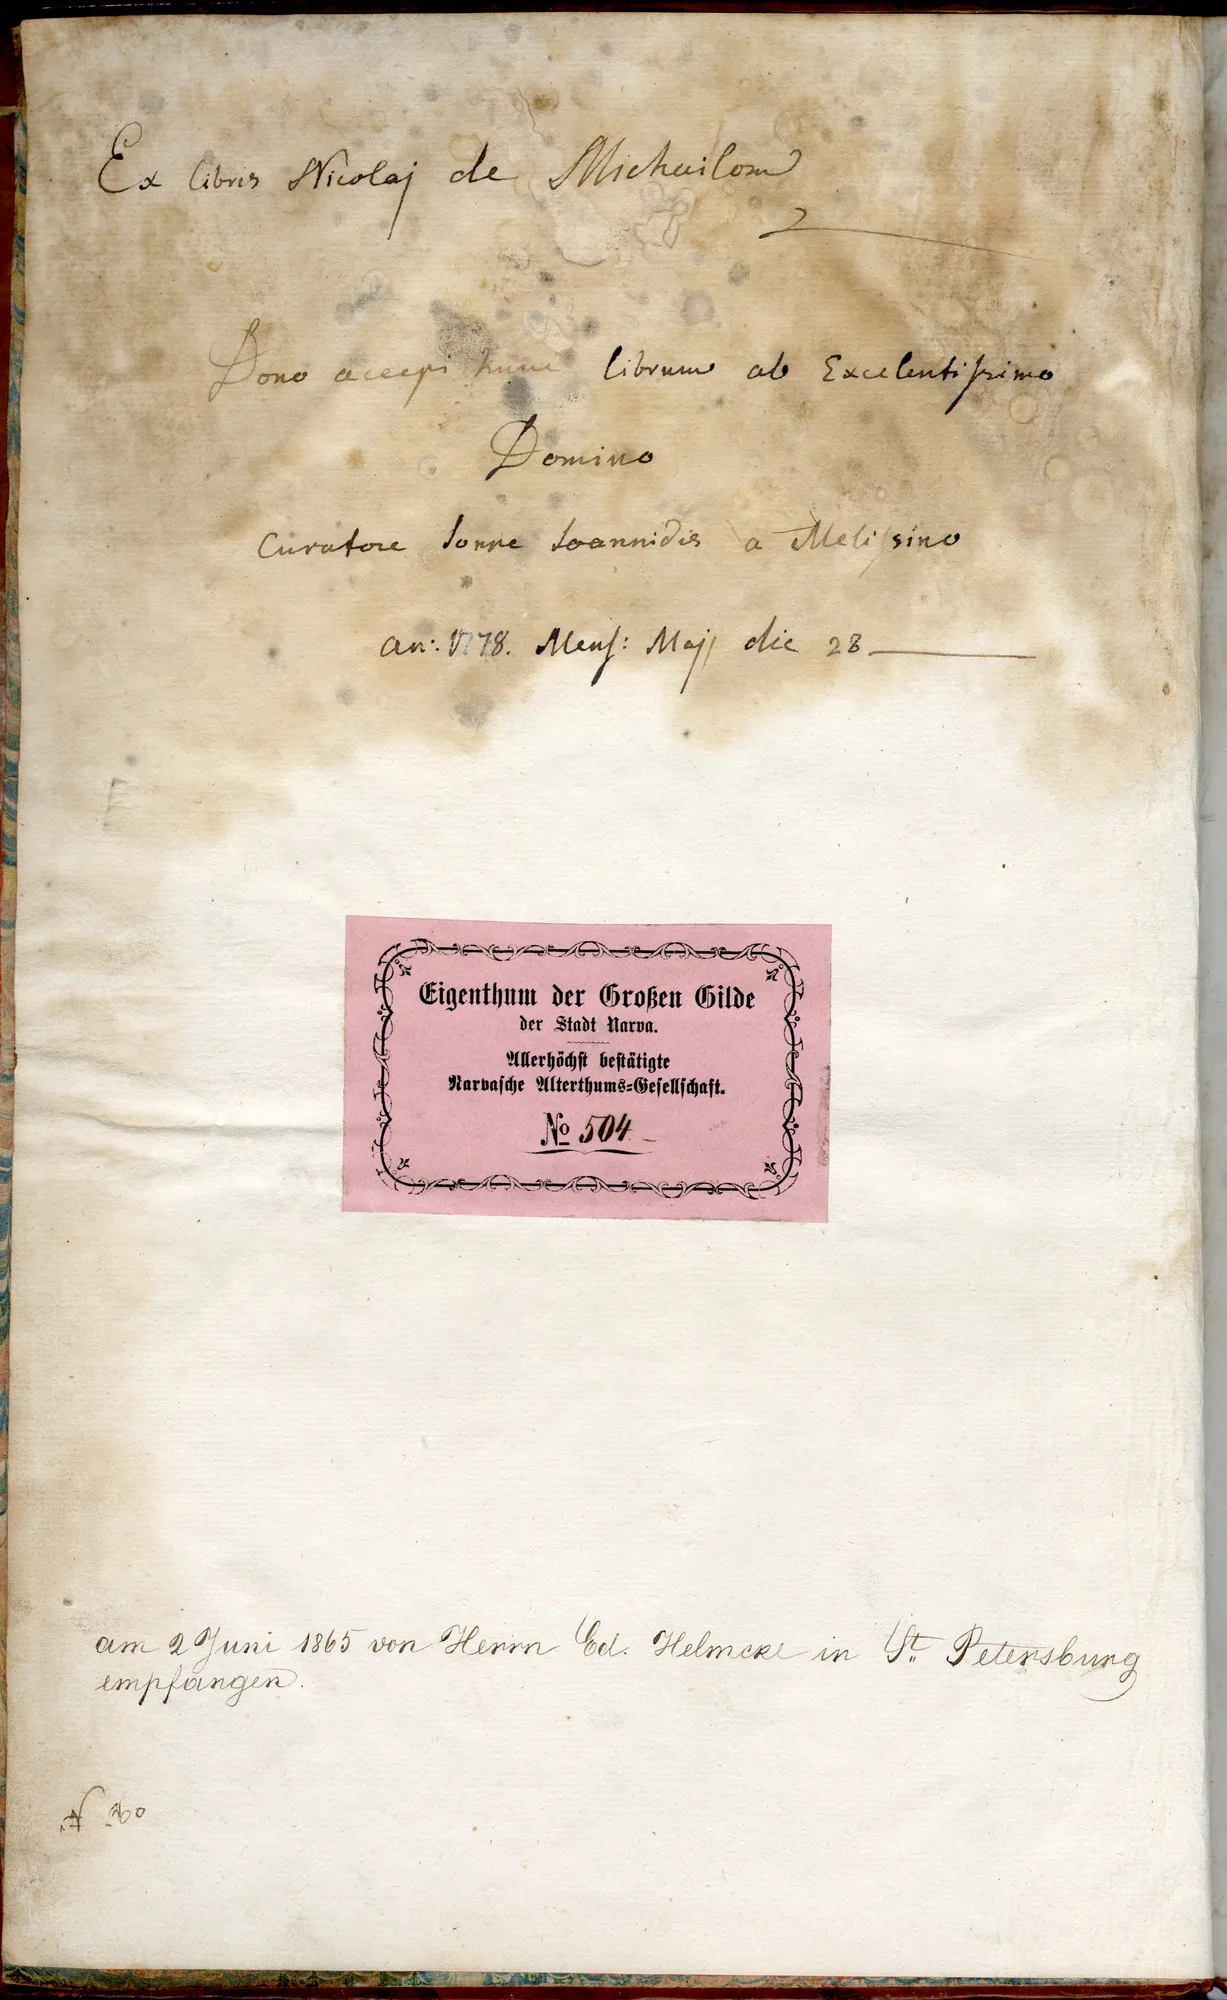 Ex libris Nicolaj de Michailow
Dono accepi hunc librum ab Excelentissimo
Domino
Curatore Ionne Ioannidis a Melissino
an: 1778. Mens: Maji die 28
Eigenthum der Großen Gilde
der Stadt Narva.
Allerhöchst bestätigte
Narvasche Alterthums-Gesellschaft.
No 504
am 2 Juni 1865 von Herrn Ed. Helmcke in St. Petersburg
empfangen.